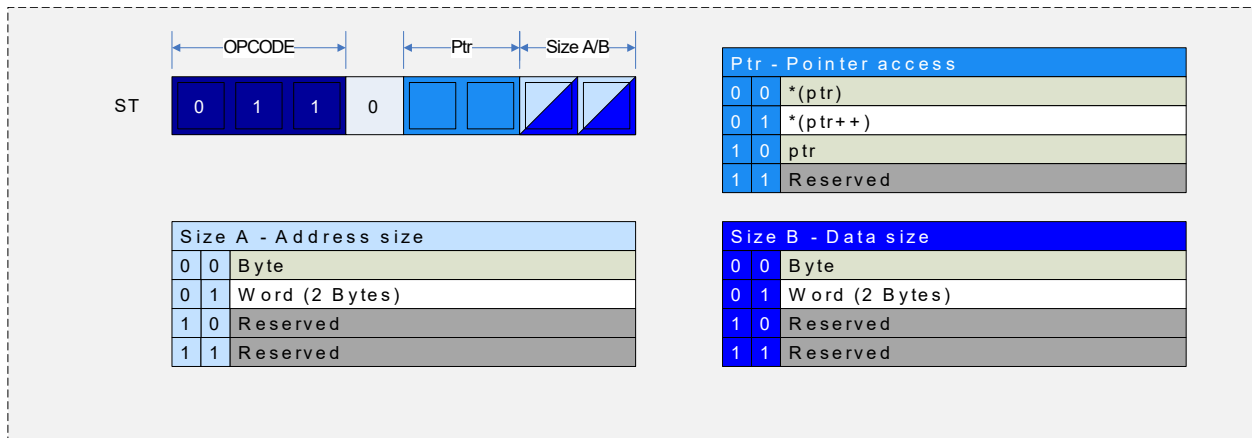 OPCODE Ptr Size A/B
ST 0 1 1 0
Ptr - Pointer access
0 0 *(ptr)
0 1 *(ptr++)
1 0 ptr
1 1 Reserved
Size A - Address size
0 0 Byte
0 1 Word (2 Bytes)
1 0 Reserved
1 1 Reserved
Size B - Data size
0 0 Byte
0 1 Word (2 Bytes)
1 0 Reserved
1 1 Reserved